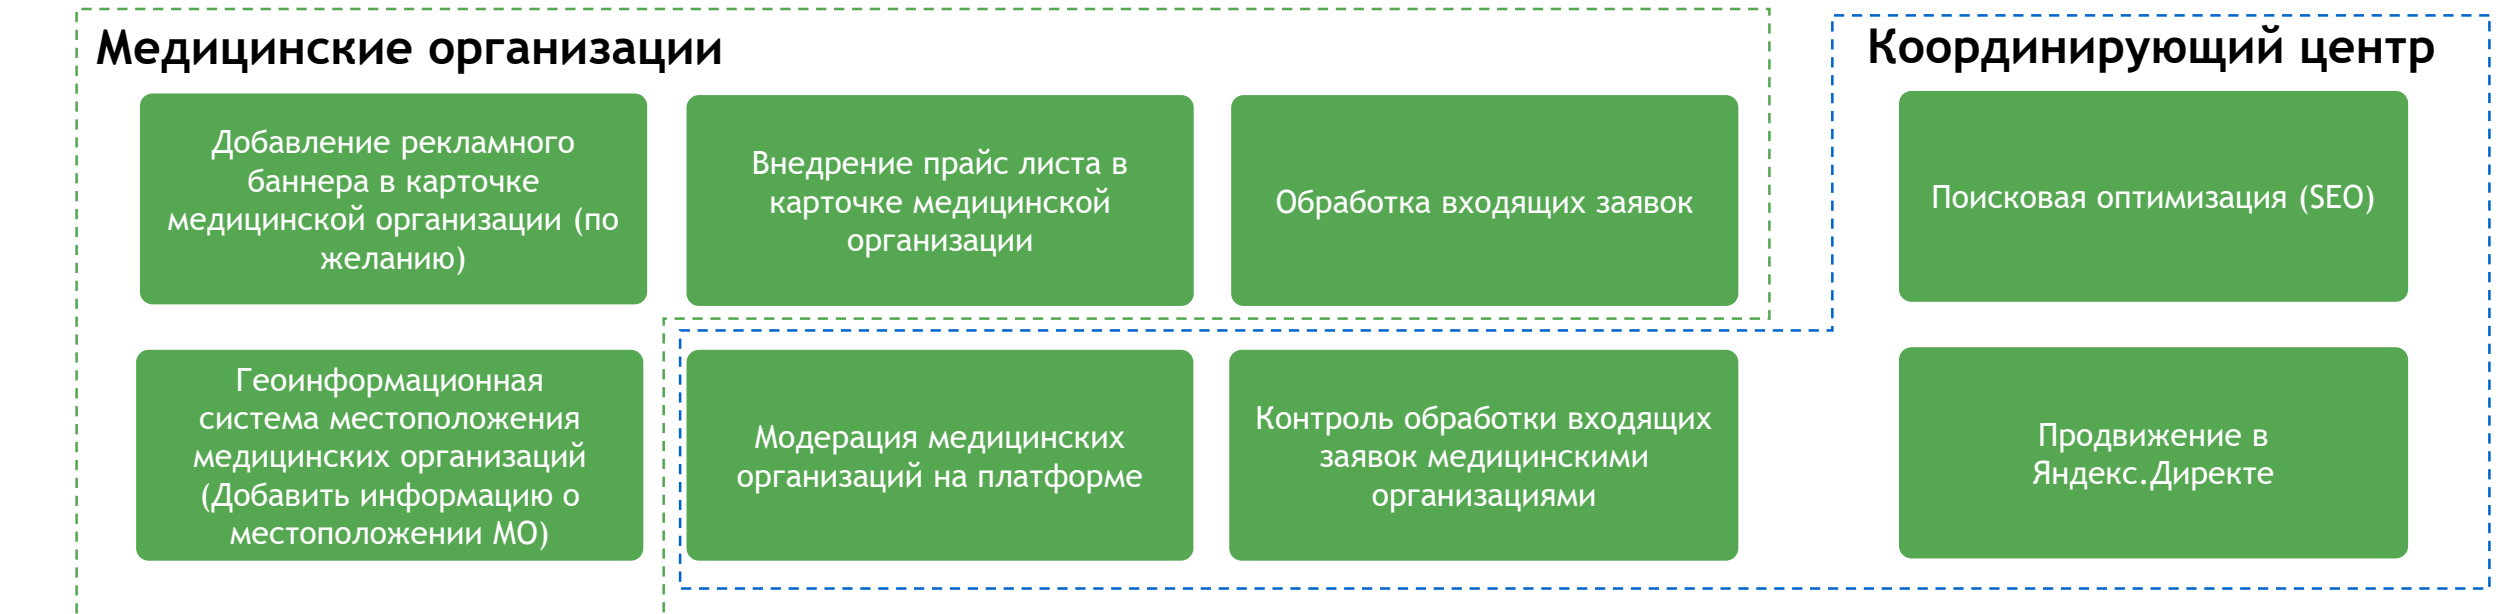 Медицинские организации
Добавление рекламного
баннера в карточке
медицинской организации (по
желанию)
Внедрение прайс листа в
карточке медицинской
организации
Обработка входящих заявок
Геоинформационная
система местоположения
медицинских организаций
(Добавить информацию о
местоположении МО)
Координирующий центр
Поисковая оптимизация (SEO)
Модерация медицинских
организаций на платформе
Контроль обработки входящих
заявок медицинскими
организациями
Продвижение в
Яндекс.Директе